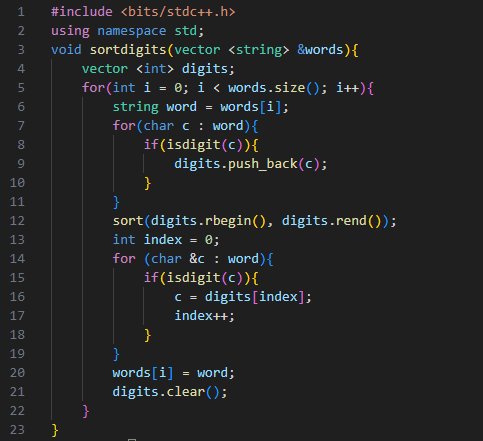 1 #include <bits/stdc++.h>
2 using namespace std;
3 void sortdigits(vector <string> &words){
4     vector <int> digits;
5     for(int i = 0; i < words.size(); i++){
6         string word = words[i];
7         for(char c : word){
8             if(isdigit(c)){
9                 digits.push_back(c);
10             }
11         }
12         sort(digits.rbegin(), digits.rend());
13         int index = 0;
14         for (char &c : word){
15             if(isdigit(c)){
16                 c = digits[index];
17                 index++;
18             }
19         }
20         words[i] = word;
21         digits.clear();
22     }
23 }